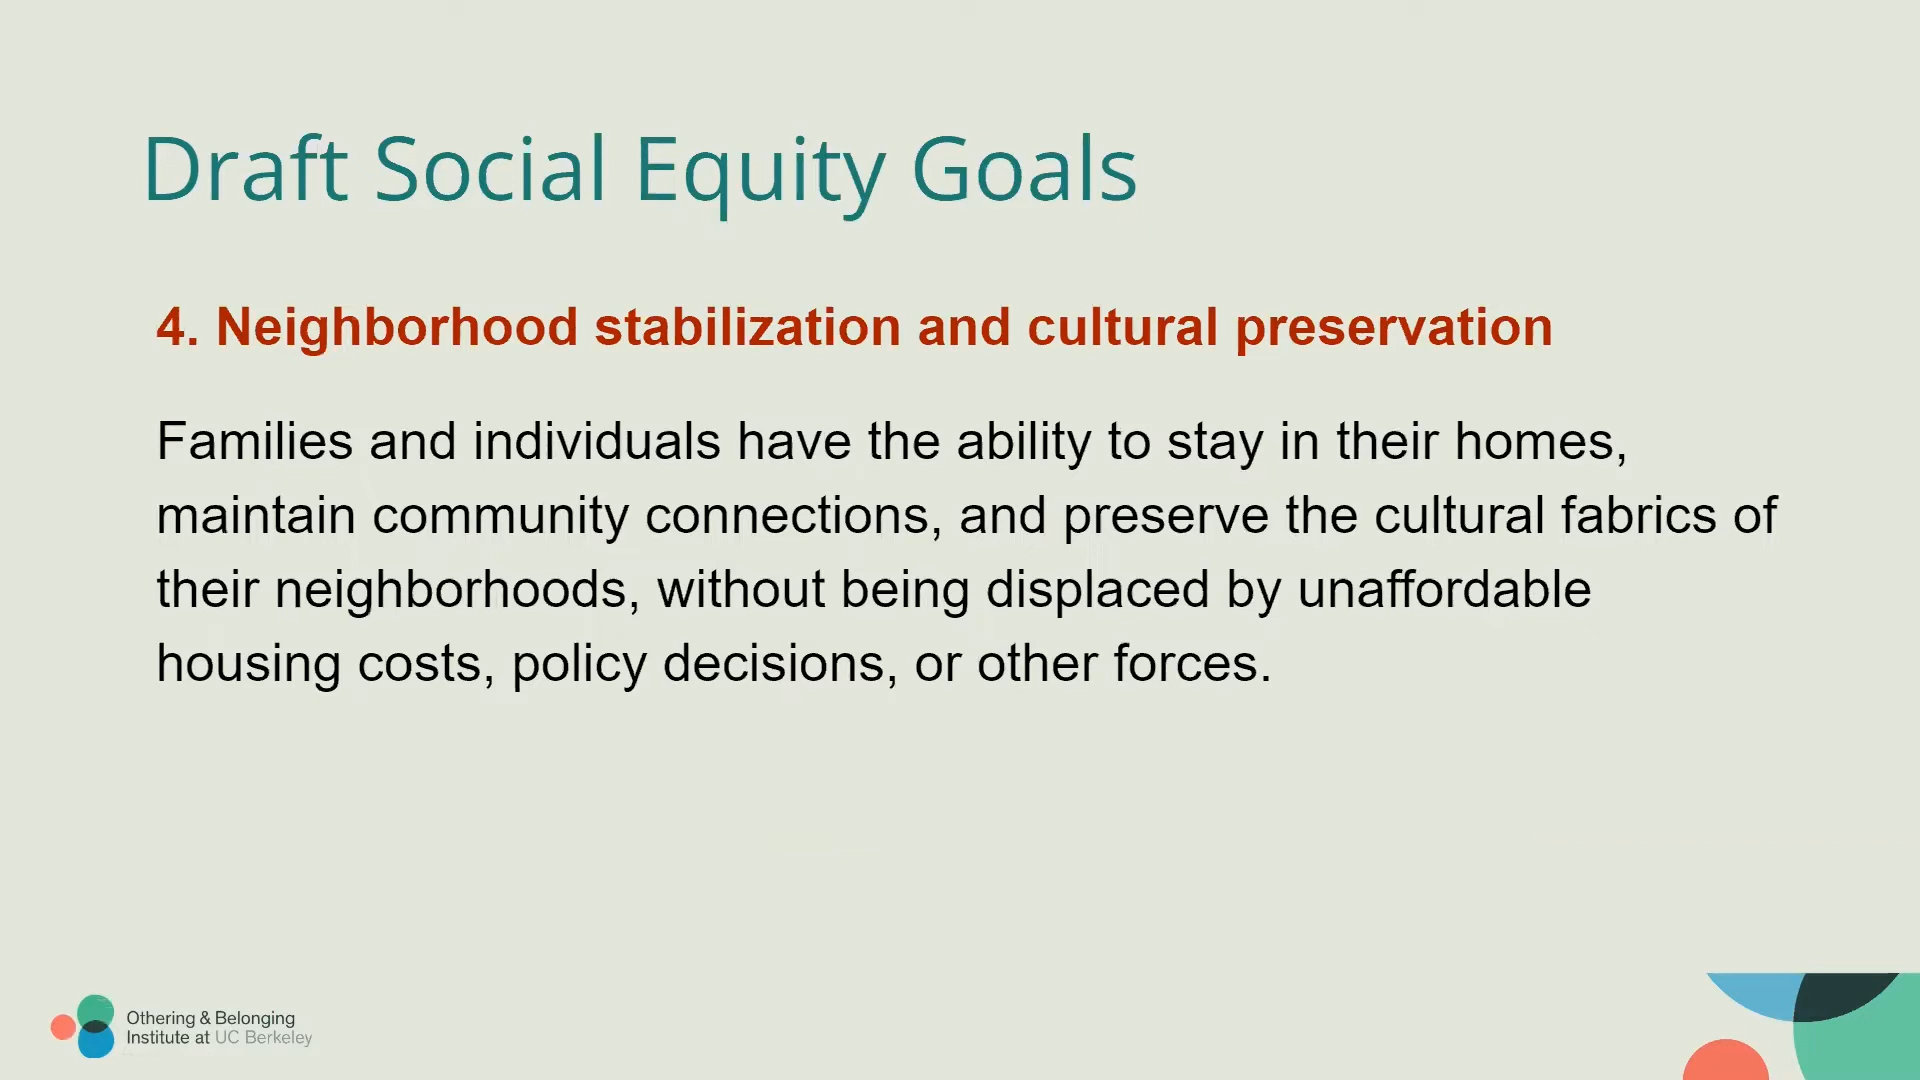 Draft Social Equity Goals
4. Neighborhood stabilization and cultural preservation
Families and individuals have the ability to stay in their homes,
maintain community connections, and preserve the cultural fabrics of
their neighborhoods, without being displaced by unaffordable
housing costs, policy decisions, or other forces.
Othering & Belonging
Institute at UC Berkeley